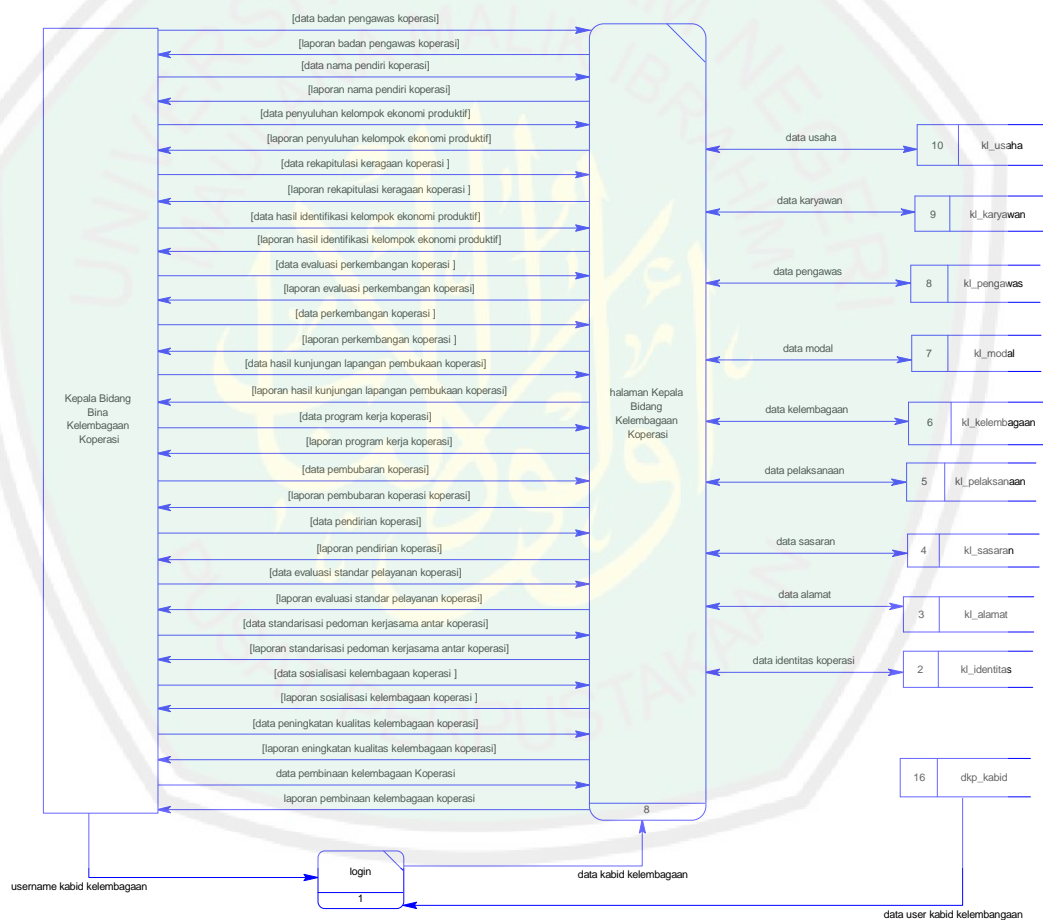 [data badan pengawas koperasi]
[laporan badan pengawas koperasi]
[data nama pendiri koperasi]
[laporan nama pendiri koperasi]
[data penyuluhan kelompok ekonomi produktif]
[laporan penyuluhan kelompok ekonomi produktif]
[data rekapitulasi keragaan koperasi ]
[laporan rekapitulasi keragaan koperasi ]
[data hasil identifikasi kelompok ekonomi produktif]
[laporan hasil identifikasi kelompok ekonomi produktif]
[data evaluasi perkembangan koperasi ]
[laporan evaluasi perkembangan koperasi ]
[data perkembangan koperasi ]
[laporan perkembangan koperasi ]
[data hasil kunjungan lapangan pembukaan koperasi]
[laporan hasil kunjungan lapangan pembukaan koperasi]
[data program kerja koperasi]
[laporan program kerja koperasi]
[data pembubaran koperasi]
[laporan pembubaran koperasi koperasi]
[data pendirian koperasi]
[laporan pendirian koperasi]
[data evaluasi standar pelayanan koperasi]
[laporan evaluasi standar pelayanan koperasi]
[data standarisasi pedoman kerjasama antar koperasi]
[laporan standarisasi pedoman kerjasama antar koperasi]
[data sosialisasi kelembagaan koperasi ]
[laporan sosialisasi kelembagaan koperasi ]
[data peningkatan kualitas kelembagaan koperasi]
[laporan eningkatan kualitas kelembagaan koperasi]
data pembinaan kelembagaan Koperasi
laporan pembinaan kelembagaan koperasi
Kepala Bidang
Bina
Kelembagaan
Koperasi
halaman Kepala
Bidang
Kelembagaan
Koperasi
8
data usaha
10 kl_usaha
data karyawan
9 kl_karyawan
data pengawas
8 kl_pengawas
data modal
7 kl_modal
data kelembagaan
6 kl_kelembagaan
data pelaksanaan
5 kl_pelaksanaan
data sasaran
4 kl_sasaran
data alamat
3 kl_alamat
data identitas koperasi
2 kl_identitas
16 dkp_kabid
login
1
username kabid kelembagaan
data kabid kelembagaan
data user kabid kelembangaan